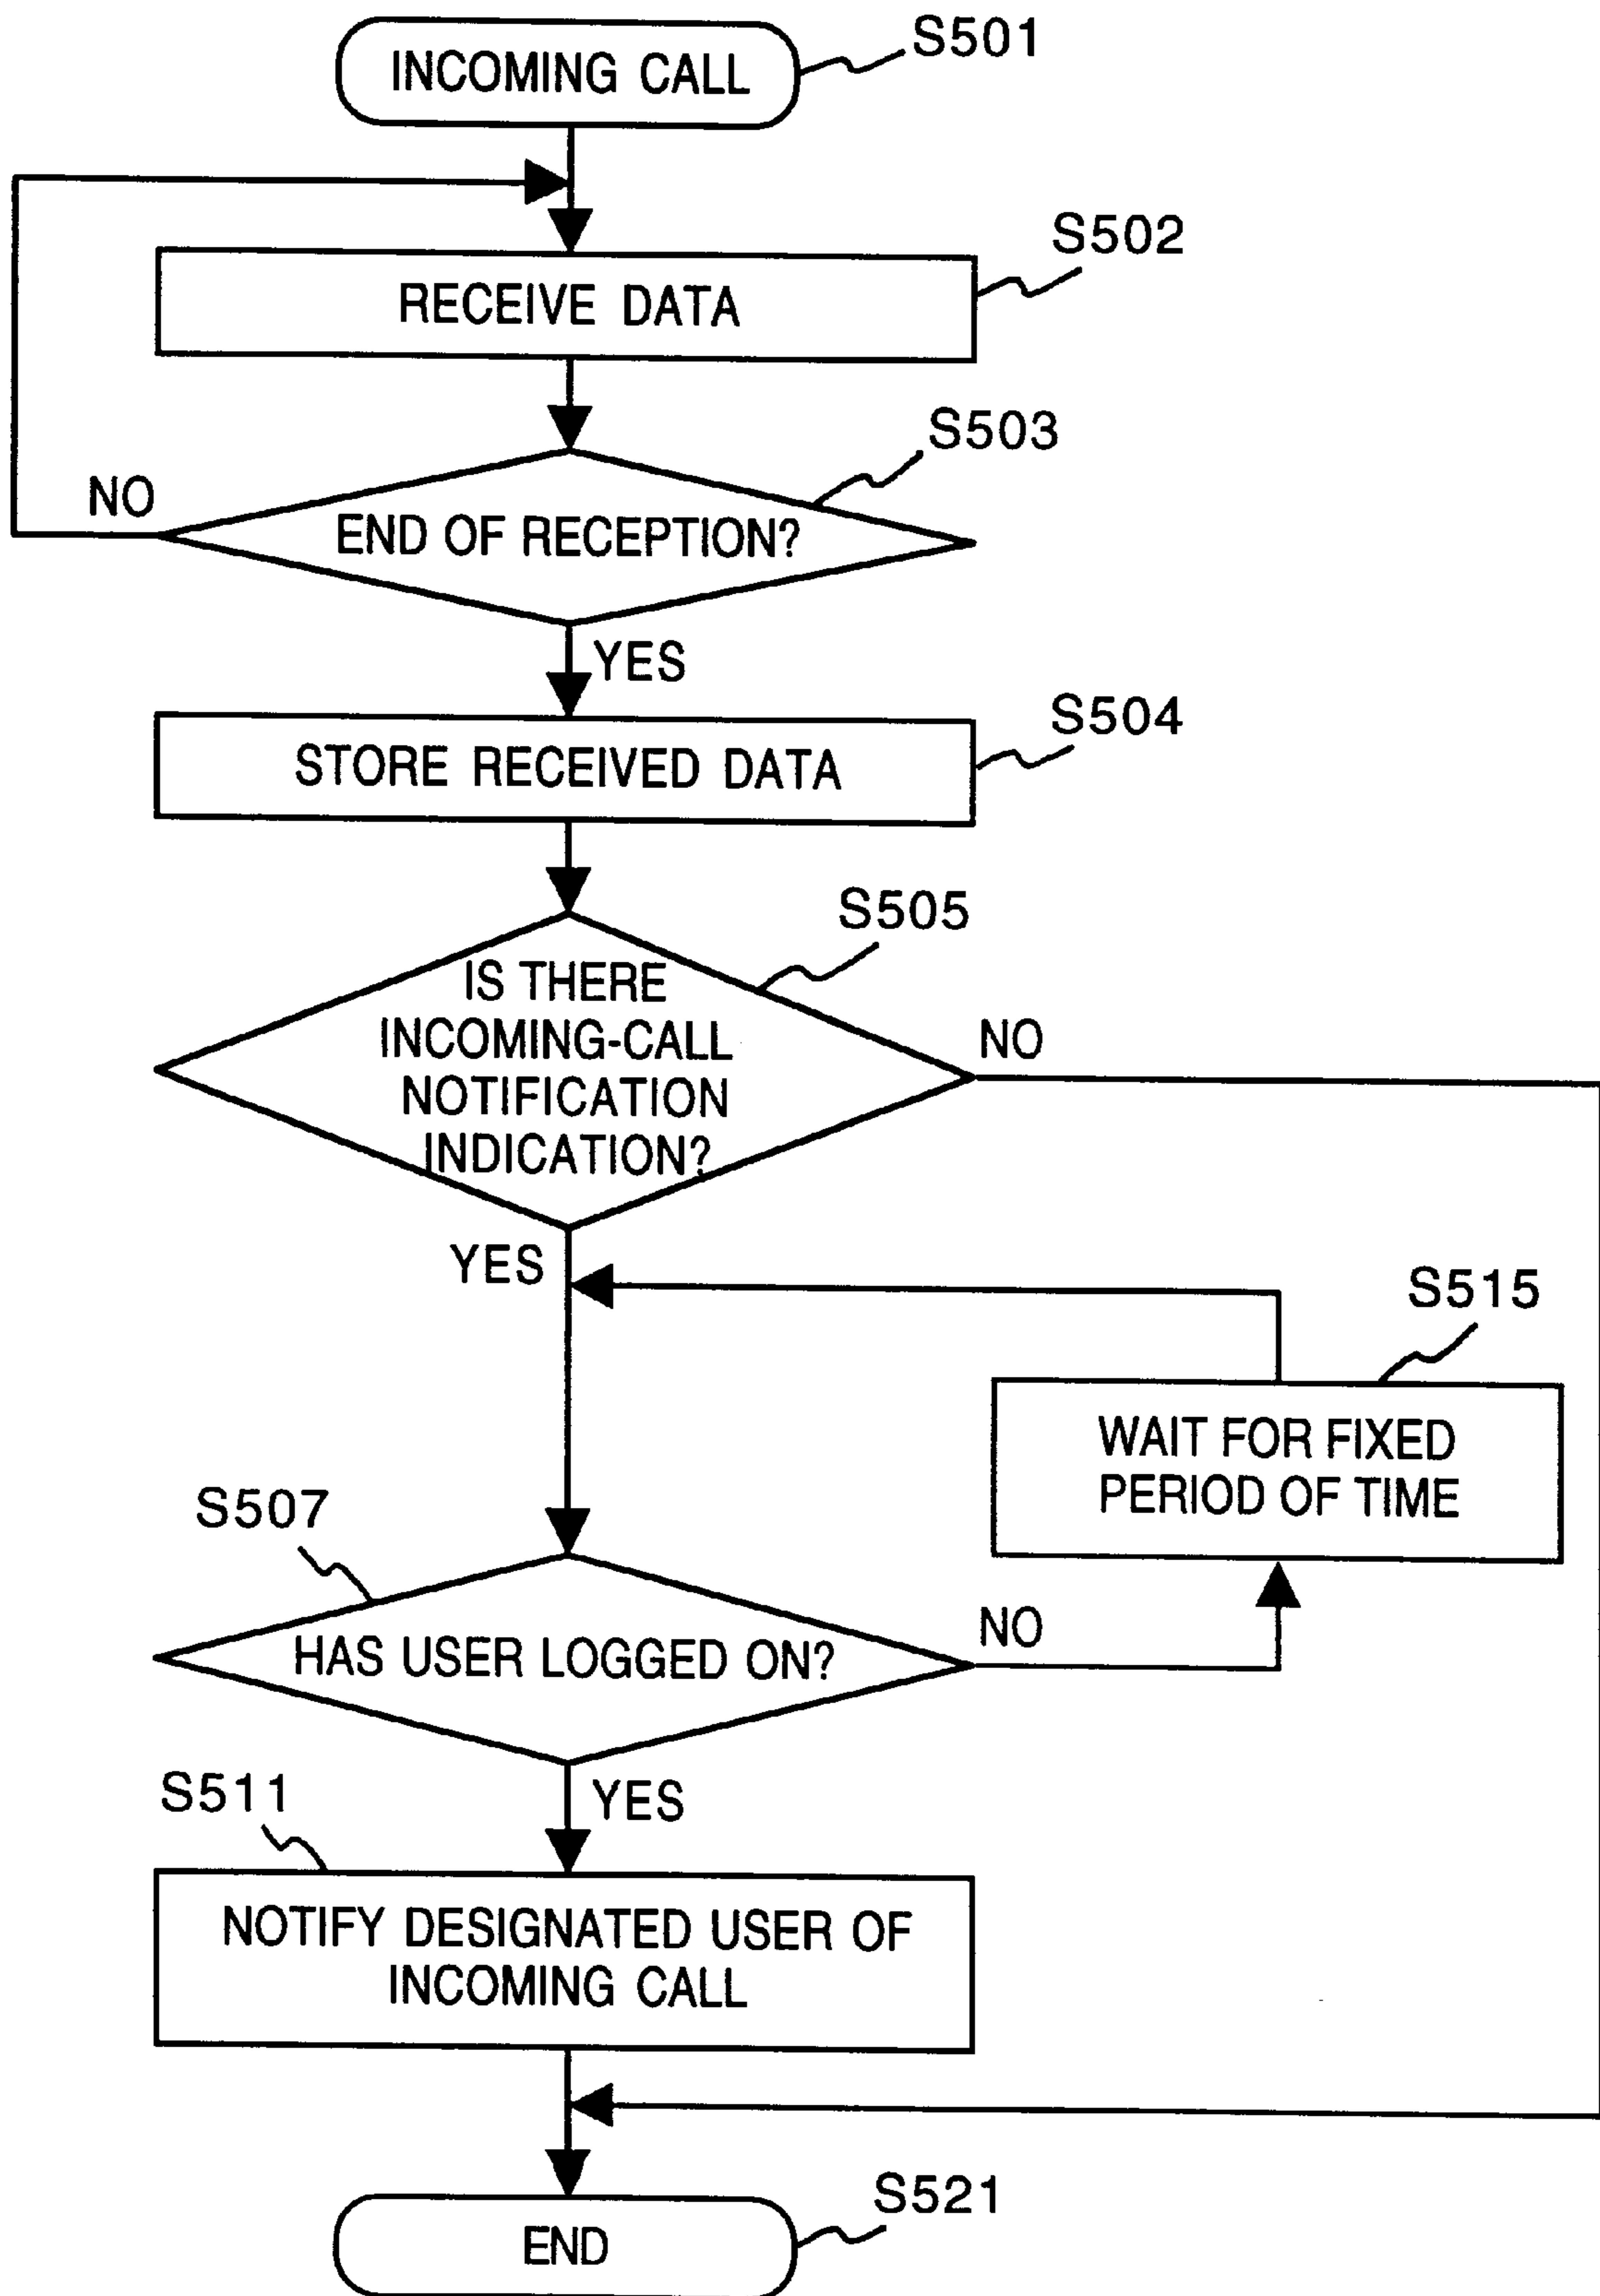 INCOMING CALL
S501
S502
RECEIVE DATA
S503
NO
END OF RECEPTION?
YES
S504
STORE RECEIVED DATA
S505
IS THERE
INCOMING-CALL
NOTIFICATION
INDICATION?
NO
YES
S515
WAIT FOR FIXED
PERIOD OF TIME
S507
HAS USER LOGGED ON?
NO
YES
S511
NOTIFY DESIGNATED USER OF
INCOMING CALL
S521
END